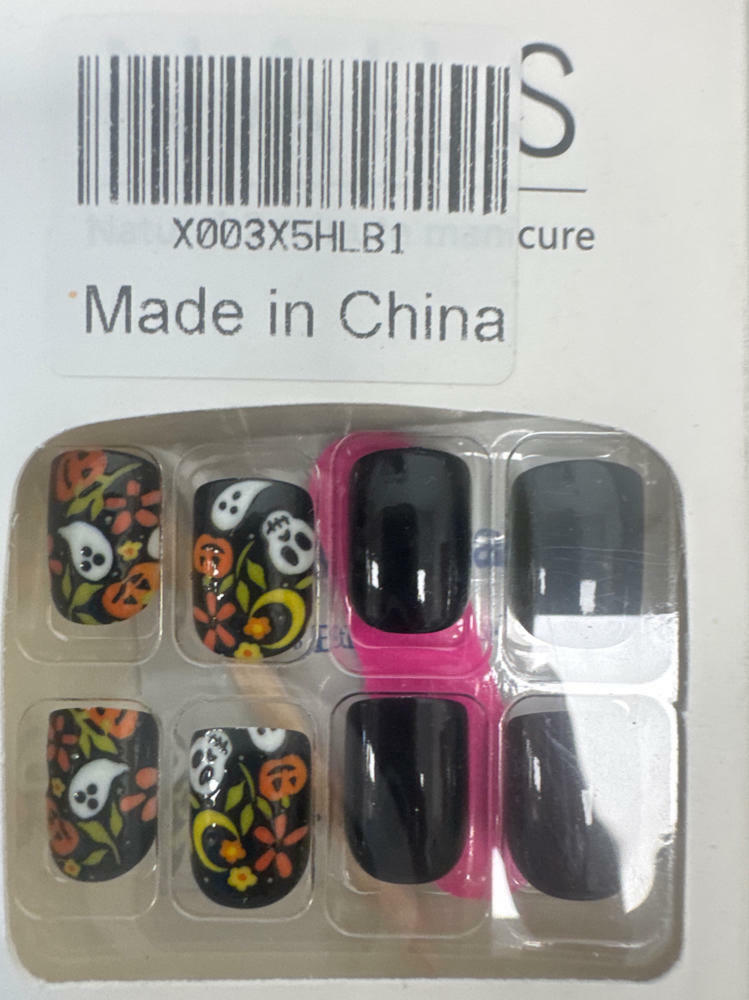 S
X003X5HLB1
cure
Made in China